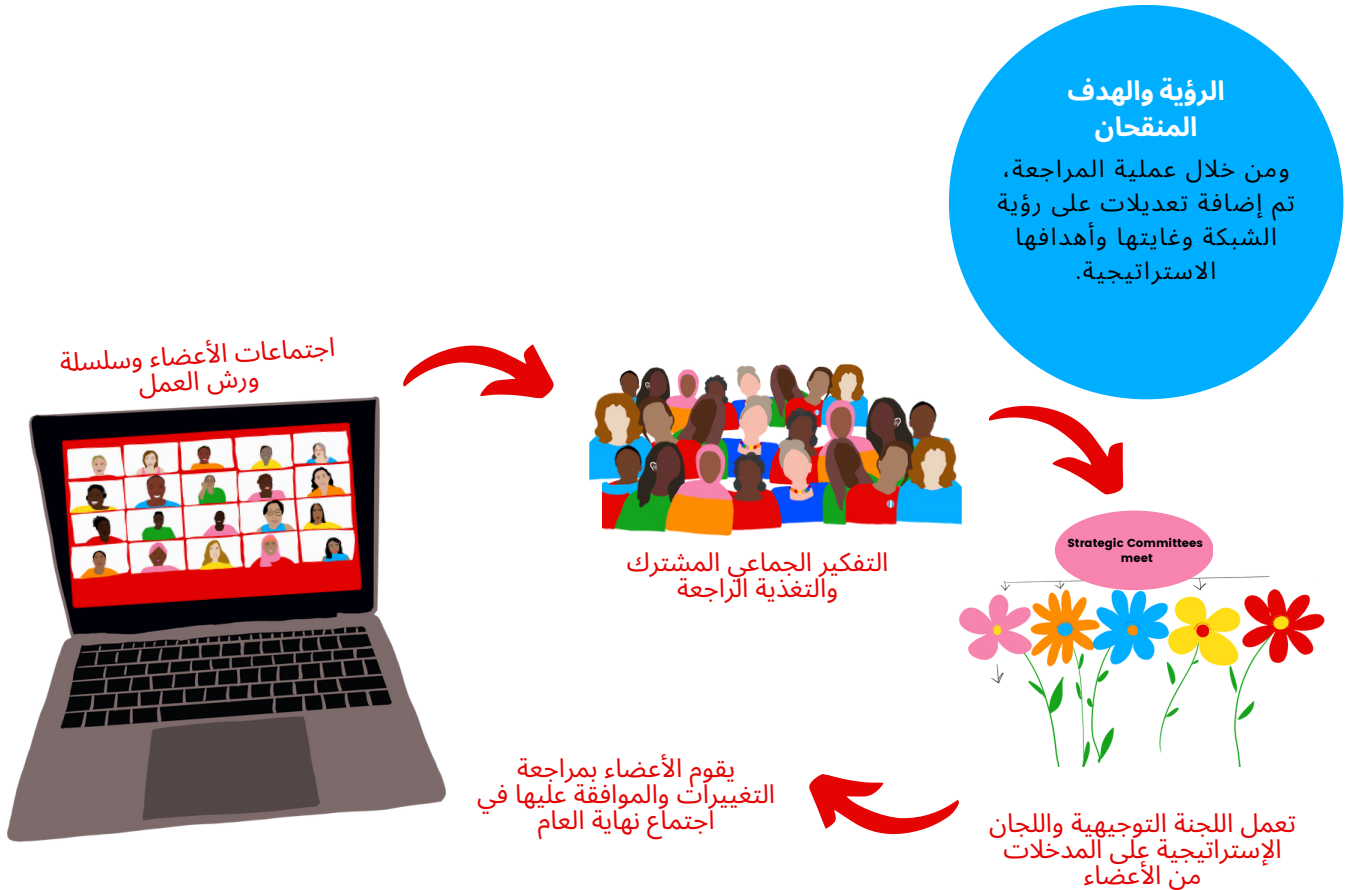 الرؤية والهدف
المنقحان
ومن خلال عملية المراجعة،
تم إضافة تعديلات على رؤية
الشبكة وغايتها وأهدافها
الاستراتيجية.
اجتماعات الأعضاء وسلسلة
ورش العمل
التفكير الجماعي المشترك
والتغذية الراجعة
Strategic Committees
meet
تعمل اللجنة التوجيهية واللجان
الإستراتيجية على المدخلات
من الأعضاء
يقوم الأعضاء بمراجعة
التغييرات والموافقة عليها في
اجتماع نهاية العام